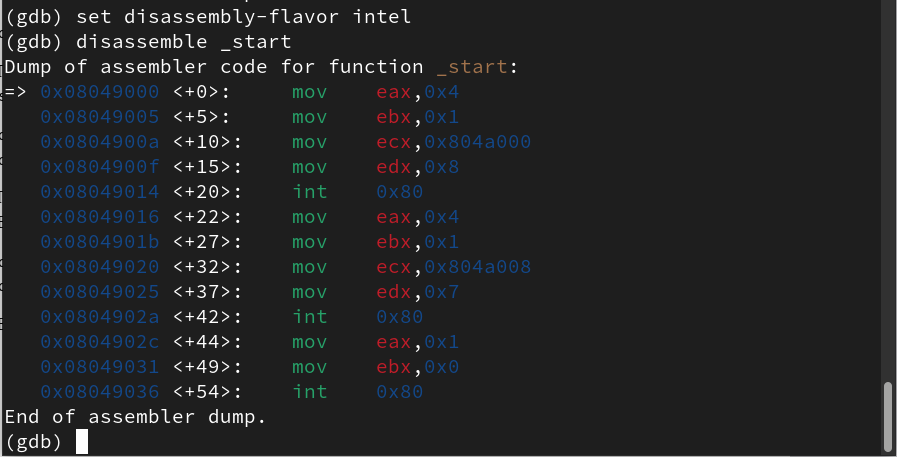 (gdb) set disassembly-flavor intel
(gdb) disassemble _start
Dump of assembler code for function _start:
=> 0x08049000 <+0>:     mov    eax,0x4
   0x08049005 <+5>:     mov    ebx,0x1
   0x0804900a <+10>:    mov    ecx,0x804a000
   0x0804900f <+15>:    mov    edx,0x8
   0x08049014 <+20>:    int    0x80
   0x08049016 <+22>:    mov    eax,0x4
   0x0804901b <+27>:    mov    ebx,0x1
   0x08049020 <+32>:    mov    ecx,0x804a008
   0x08049025 <+37>:    mov    edx,0x7
   0x0804902a <+42>:    int    0x80
   0x0804902c <+44>:    mov    eax,0x1
   0x08049031 <+49>:    mov    ebx,0x0
   0x08049036 <+54>:    int    0x80
End of assembler dump.
(gdb)